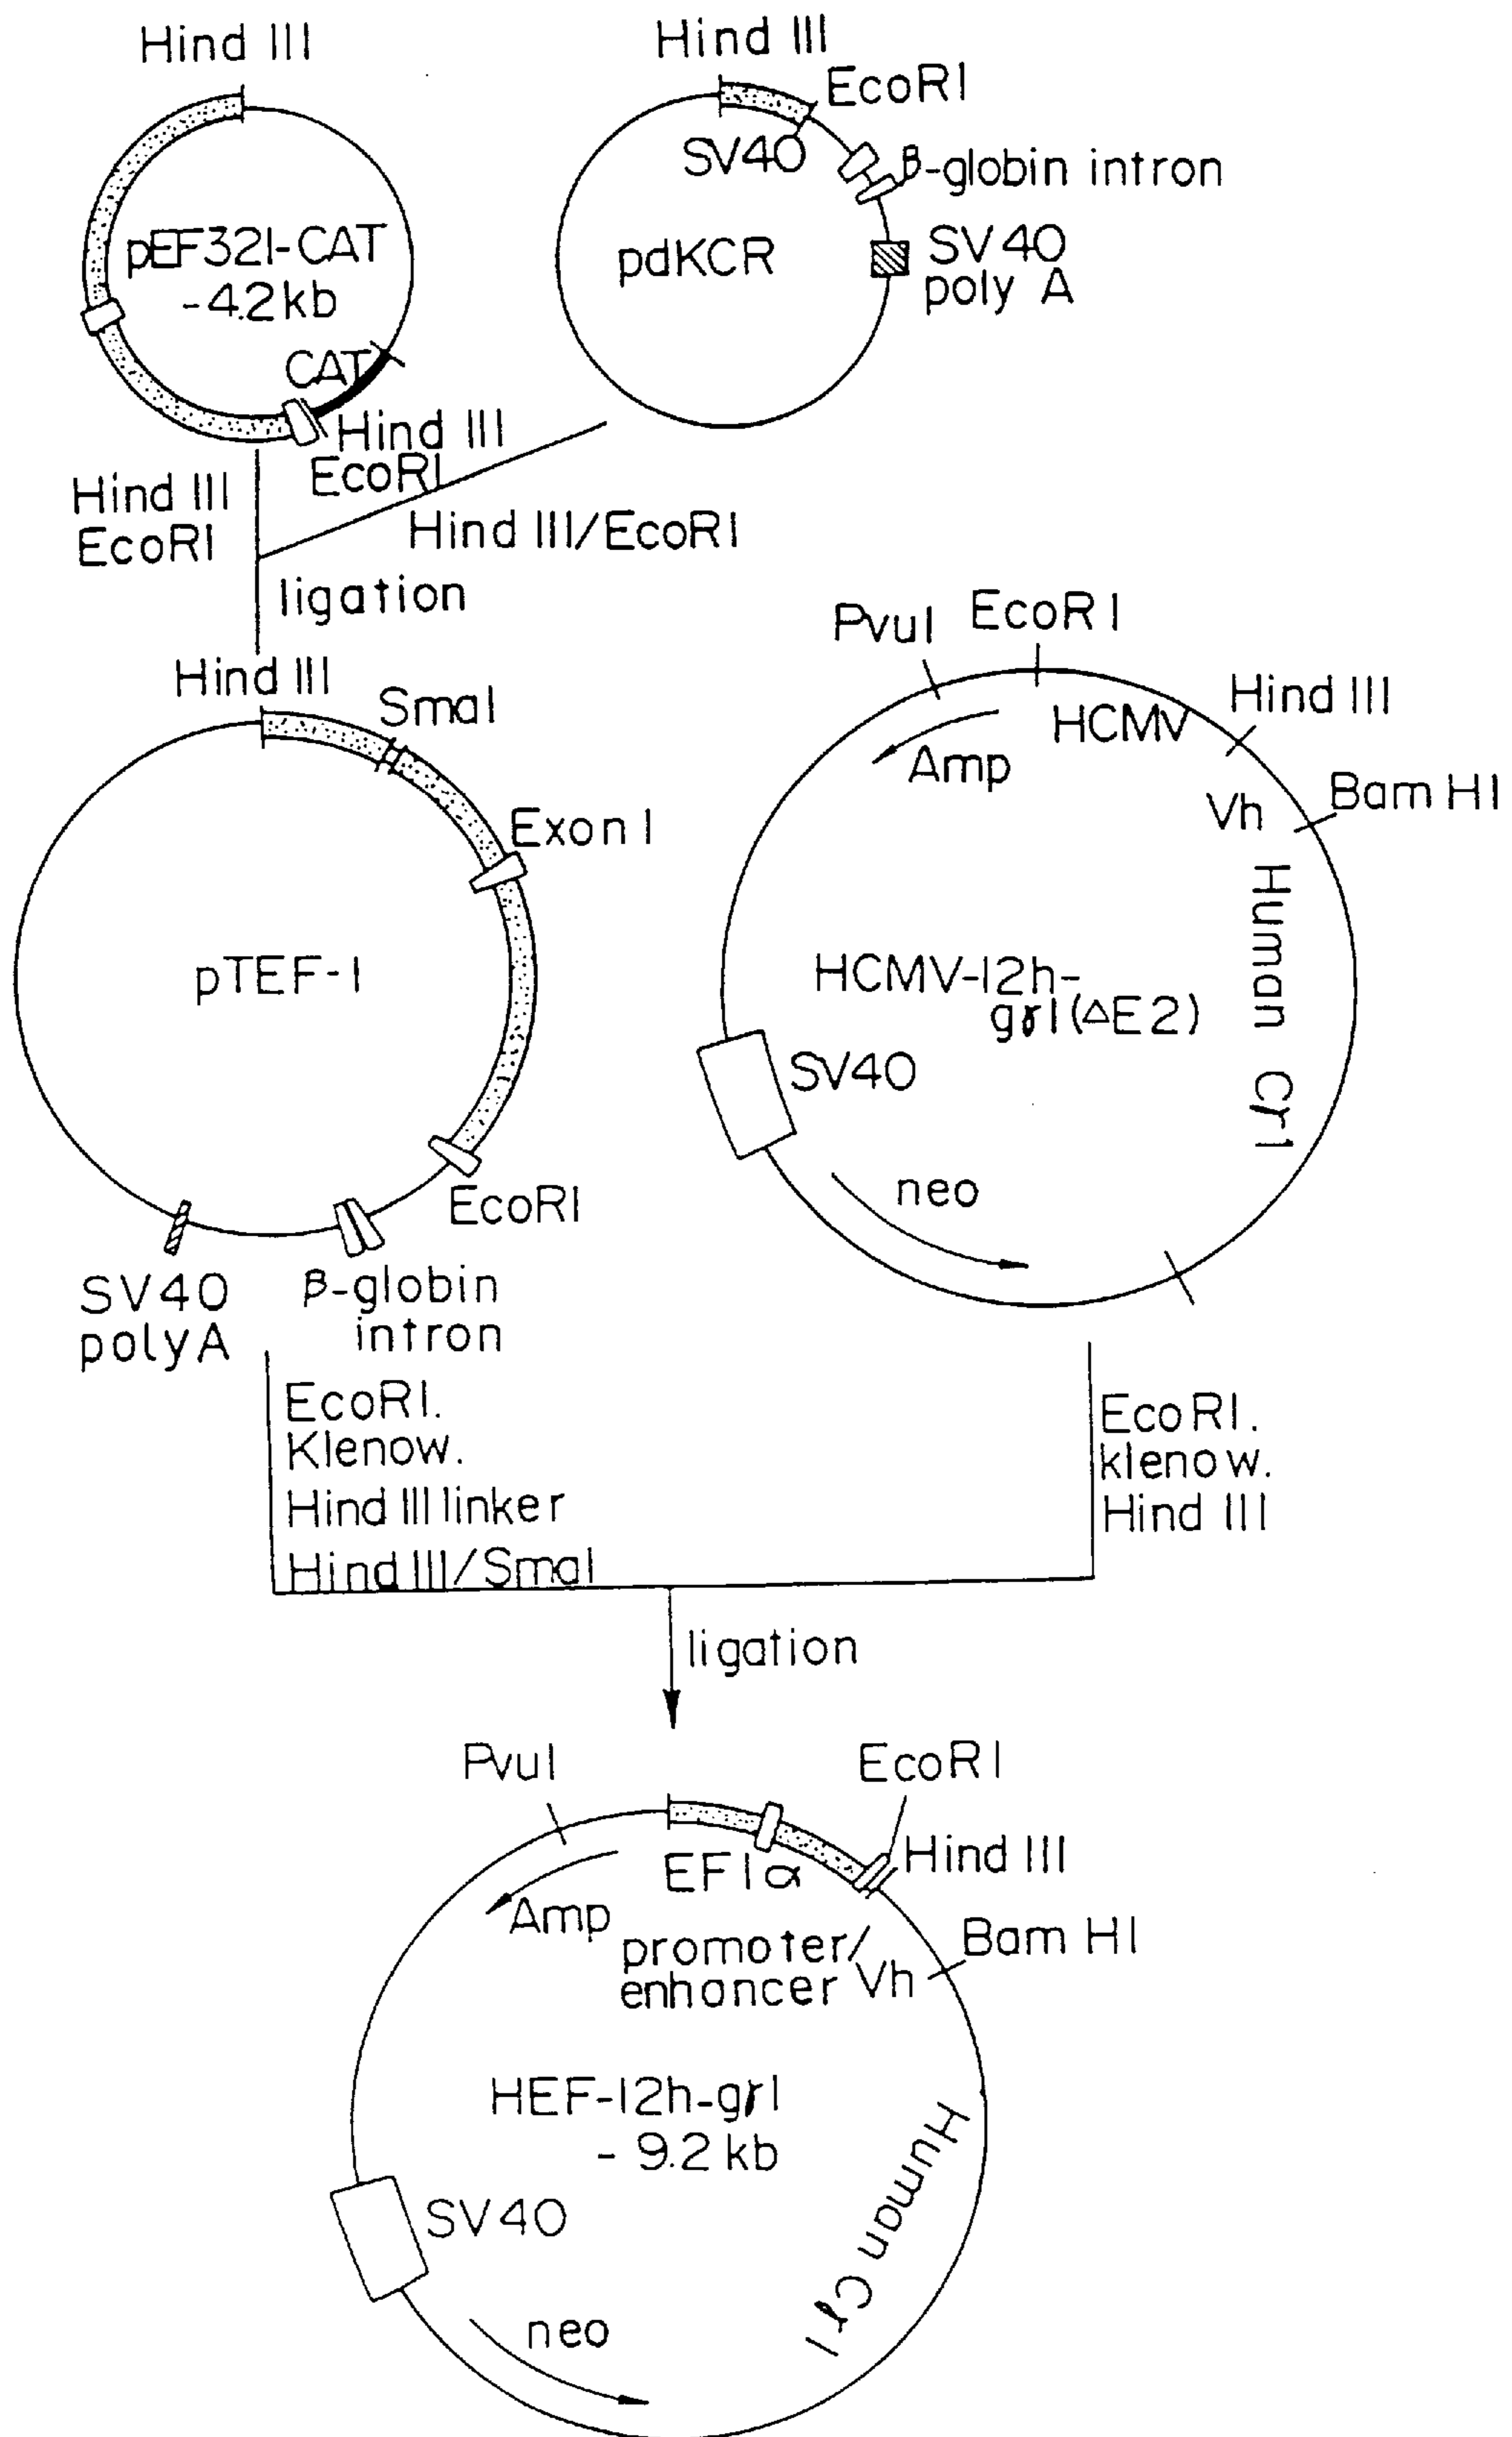 Hind III
pEF321-CAT
-4.2kb
CAT
Hind III
EcoRI
Hind III
EcoRI
SV40
β-globin intron
pdKCR
SV40
poly A
Hind III
EcoRI
Hind III/EcoRI
ligation
Hind III
SmaI
Exon I
pTEF-1
EcoRI
SV40
polyA
β-globin
intron
PvuI
EcoRI
Hind III
HCMV
Amp
Vh
Bam HI
Human Cγ1
HCMV-12h-
gγ1(ΔE2)
SV40
neo
EcoRI.
Klenow.
Hind III linker
Hind III/SmaI
EcoRI.
klenow.
Hind III
ligation
PvuI
EcoRI
Hind III
EF1α
Amp
promoter/
enhancer
Vh
Bam HI
HEF-12h-gγ1
- 9.2 kb
Human Cγ1
SV40
neo